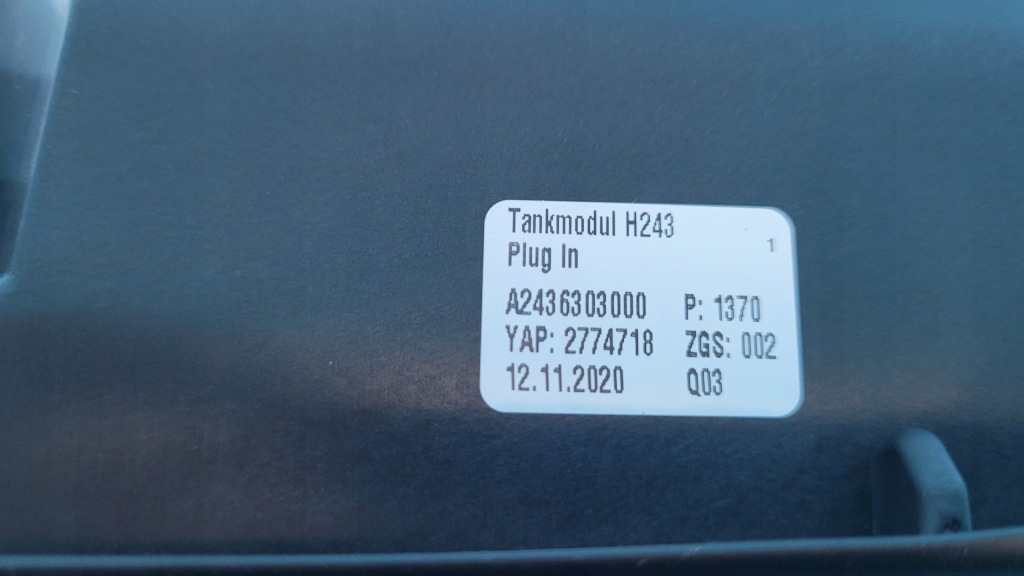 Tankmodul H243
1
Plug In
A2436303000 P: 1370
YAP: 2774718 ZGS: 002
12.11.2020 Q03